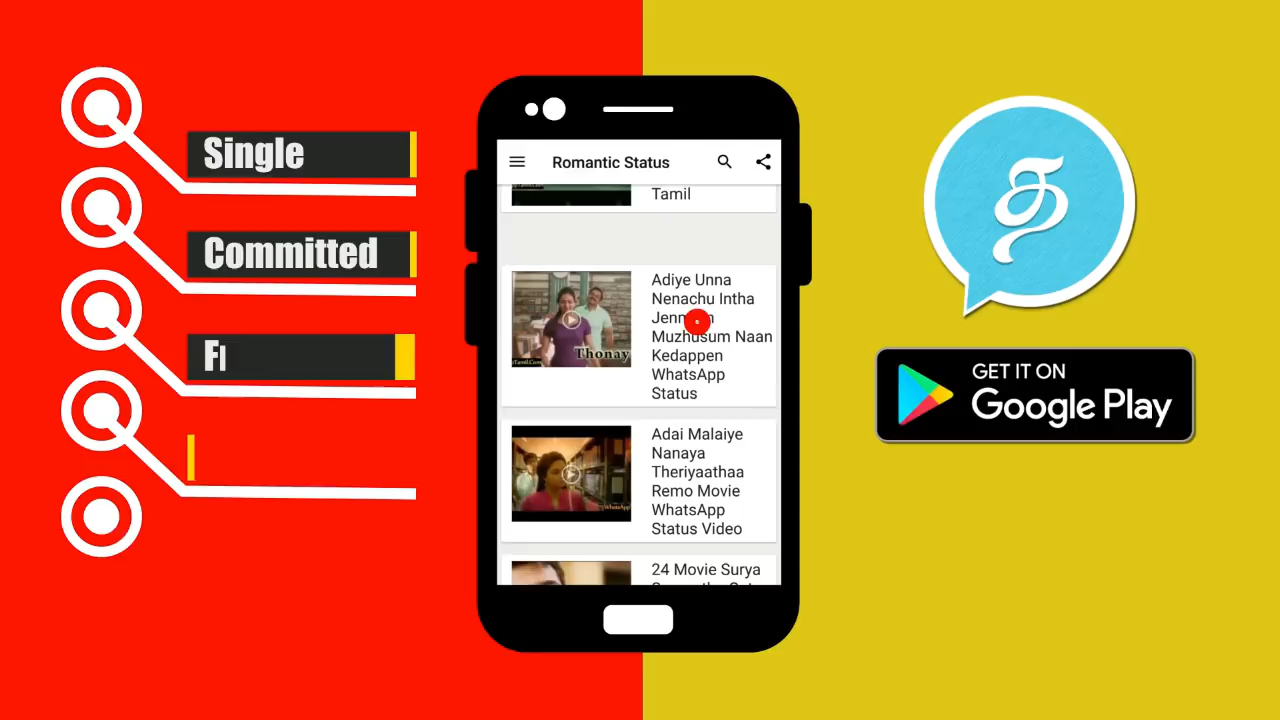 Single
Committed
Romantic Status
Tamil
Adiye Unna
Nenachu Intha
Muzhusum Naan
Kedappen
WhatsApp
Status
Thonay
Adai Malaiye
Nanaya
Theriyaathaa
Remo Movie
WhatsApp
Status Video
WhatsApp
24 Movie Surya
த
GET IT ON
Google Play